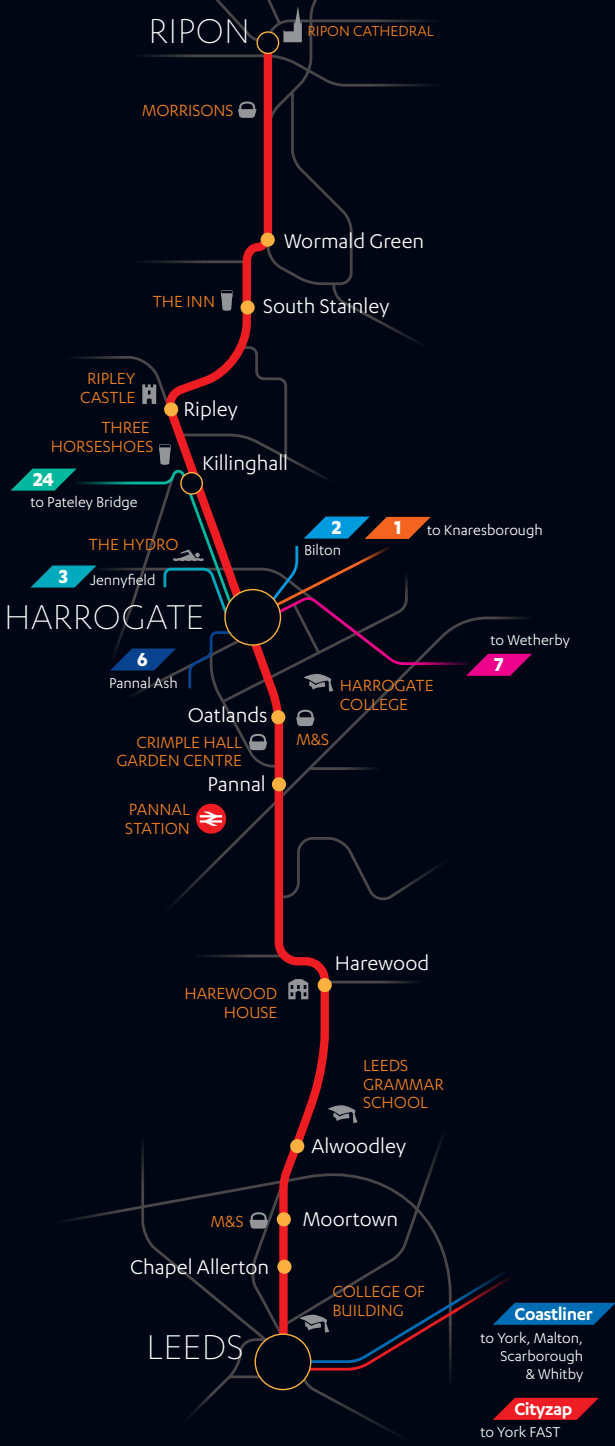 RIPON
RIPON CATHEDRAL
MORRISONS
Wormald Green
THE INN
South Stainley
RIPLEY
CASTLE
Ripley
THREE
HORSESHOES
Killinghall
24
to Pateley Bridge
2
Bilton
1
to Knaresborough
THE HYDRO
3
Jennyfield
HARROGATE
6
Pannal Ash
to Wetherby
7
HARROGATE
COLLEGE
Oatlands
M&S
CRIMPLE HALL
GARDEN CENTRE
Pannal
PANNAL
STATION
Harewood
HAREWOOD
HOUSE
LEEDS
GRAMMAR
SCHOOL
Alwoodley
M&S
Moortown
Chapel Allerton
COLLEGE OF
BUILDING
LEEDS
Coastliner
to York, Malton,
Scarborough
& Whitby
Cityzap
to York FAST